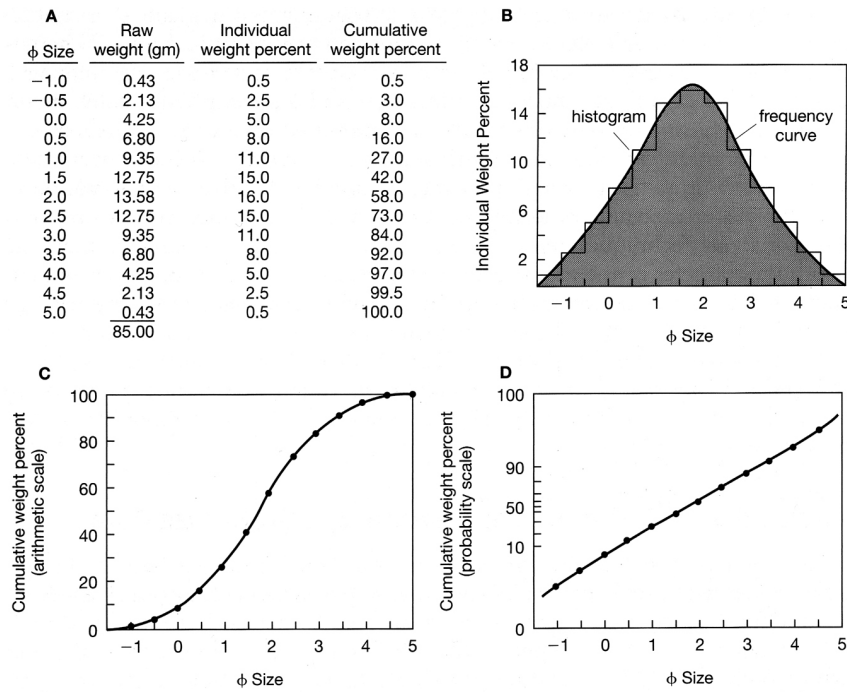 A
Raw Individual Cumulative
ϕ Size weight (gm) weight percent weight percent
−1.0 0.43 0.5 0.5
−0.5 2.13 2.5 3.0
0.0 4.25 5.0 8.0
0.5 6.80 8.0 16.0
1.0 9.35 11.0 27.0
1.5 12.75 15.0 42.0
2.0 13.58 16.0 58.0
2.5 12.75 15.0 73.0
3.0 9.35 11.0 84.0
3.5 6.80 8.0 92.0
4.0 4.25 5.0 97.0
4.5 2.13 2.5 99.5
5.0 0.43 0.5 100.0
85.00
B
Individual Weight Percent
18
14
10
6
2
histogram
frequency
curve
−1 0 1 2 3 4 5
ϕ Size
C
Cumulative weight percent
(arithmetic scale)
100
80
60
40
20
0
−1 0 1 2 3 4 5
ϕ Size
D
Cumulative weight percent
(probability scale)
100
90
50
10
0
−1 0 1 2 3 4 5
ϕ Size